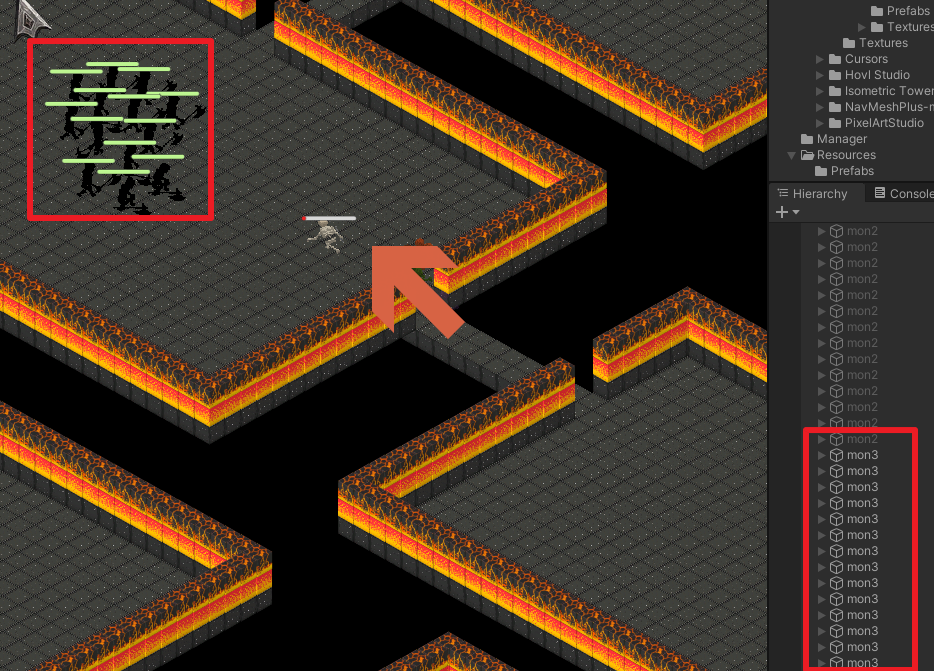 Prefabs
Textures
Textures
Cursors
Hovl Studio
Isometric Tower
NavMeshPlus-m
PixelArtStudio
Manager
Resources
Prefabs
Hierarchy
Console
mon2
mon2
mon2
mon2
mon2
mon2
mon2
mon2
mon2
mon2
mon2
mon2
mon2
mon2
mon3
mon3
mon3
mon3
mon3
mon3
mon3
mon3
mon3
mon3
mon3
mon3
mon3
mon3